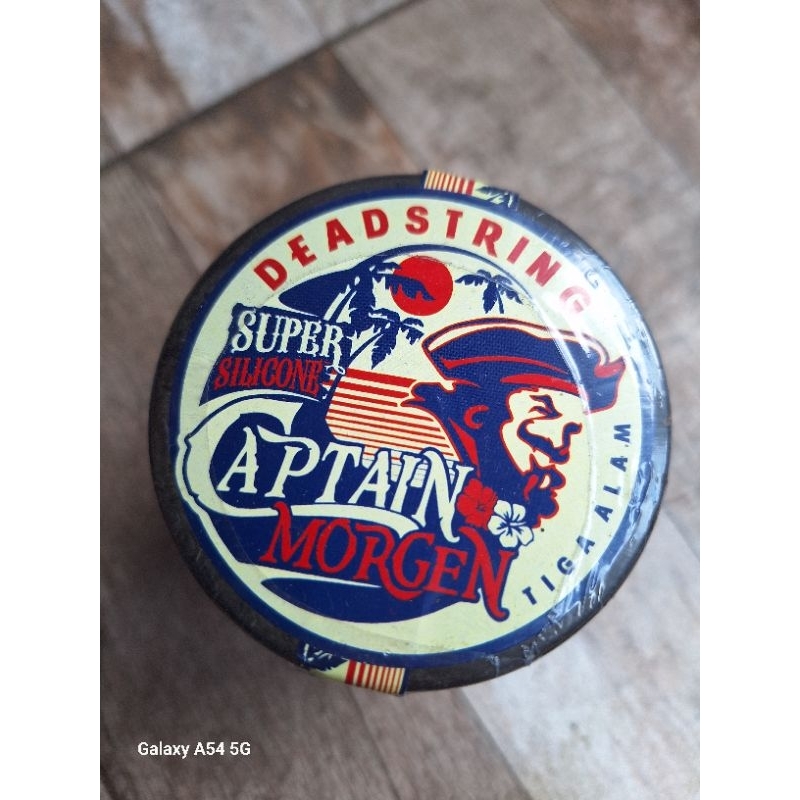 DEADSTRING
SUPER
SILICONE
CAPTAIN
MORGEN
TIGA ALAM
Galaxy A54 5G